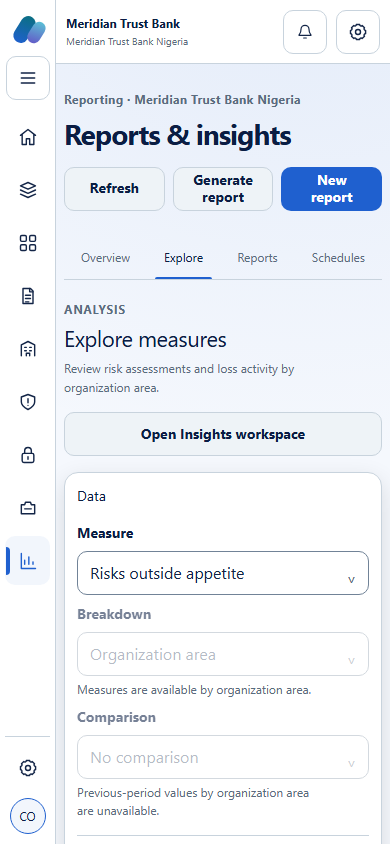 Meridian Trust Bank
Meridian Trust Bank Nigeria
Reporting · Meridian Trust Bank Nigeria
Reports & insights
Refresh
Generate
report
New
report
Overview
Explore
Reports
Schedules
ANALYSIS
Explore measures
Review risk assessments and loss activity by
organization area.
Open Insights workspace
Data
Measure
Risks outside appetite
v
Breakdown
Organization area
v
Measures are available by organization area.
Comparison
No comparison
v
Previous-period values by organization area
are unavailable.
CO